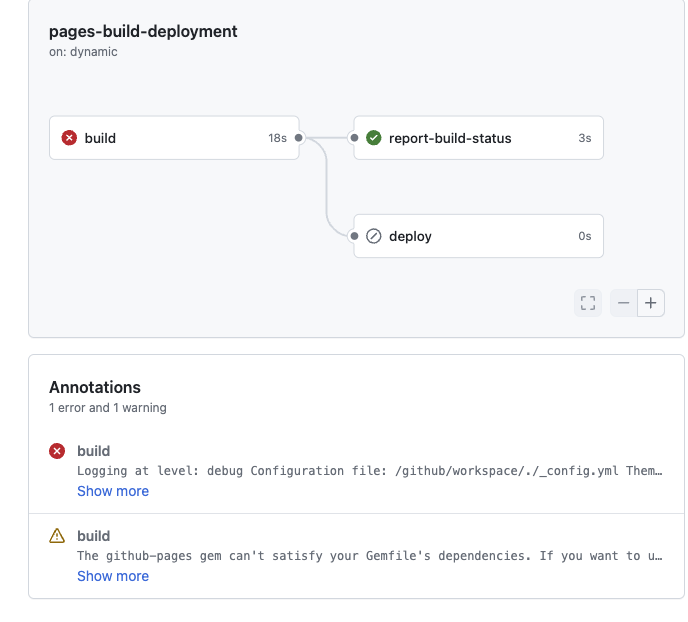 pages-build-deployment
on: dynamic
build 18s
report-build-status 3s
deploy 0s
Annotations
1 error and 1 warning
build
Logging at level: debug Configuration file: /github/workspace/./_config.yml Them…
Show more
build
The github-pages gem can't satisfy your Gemfile's dependencies. If you want to u…
Show more